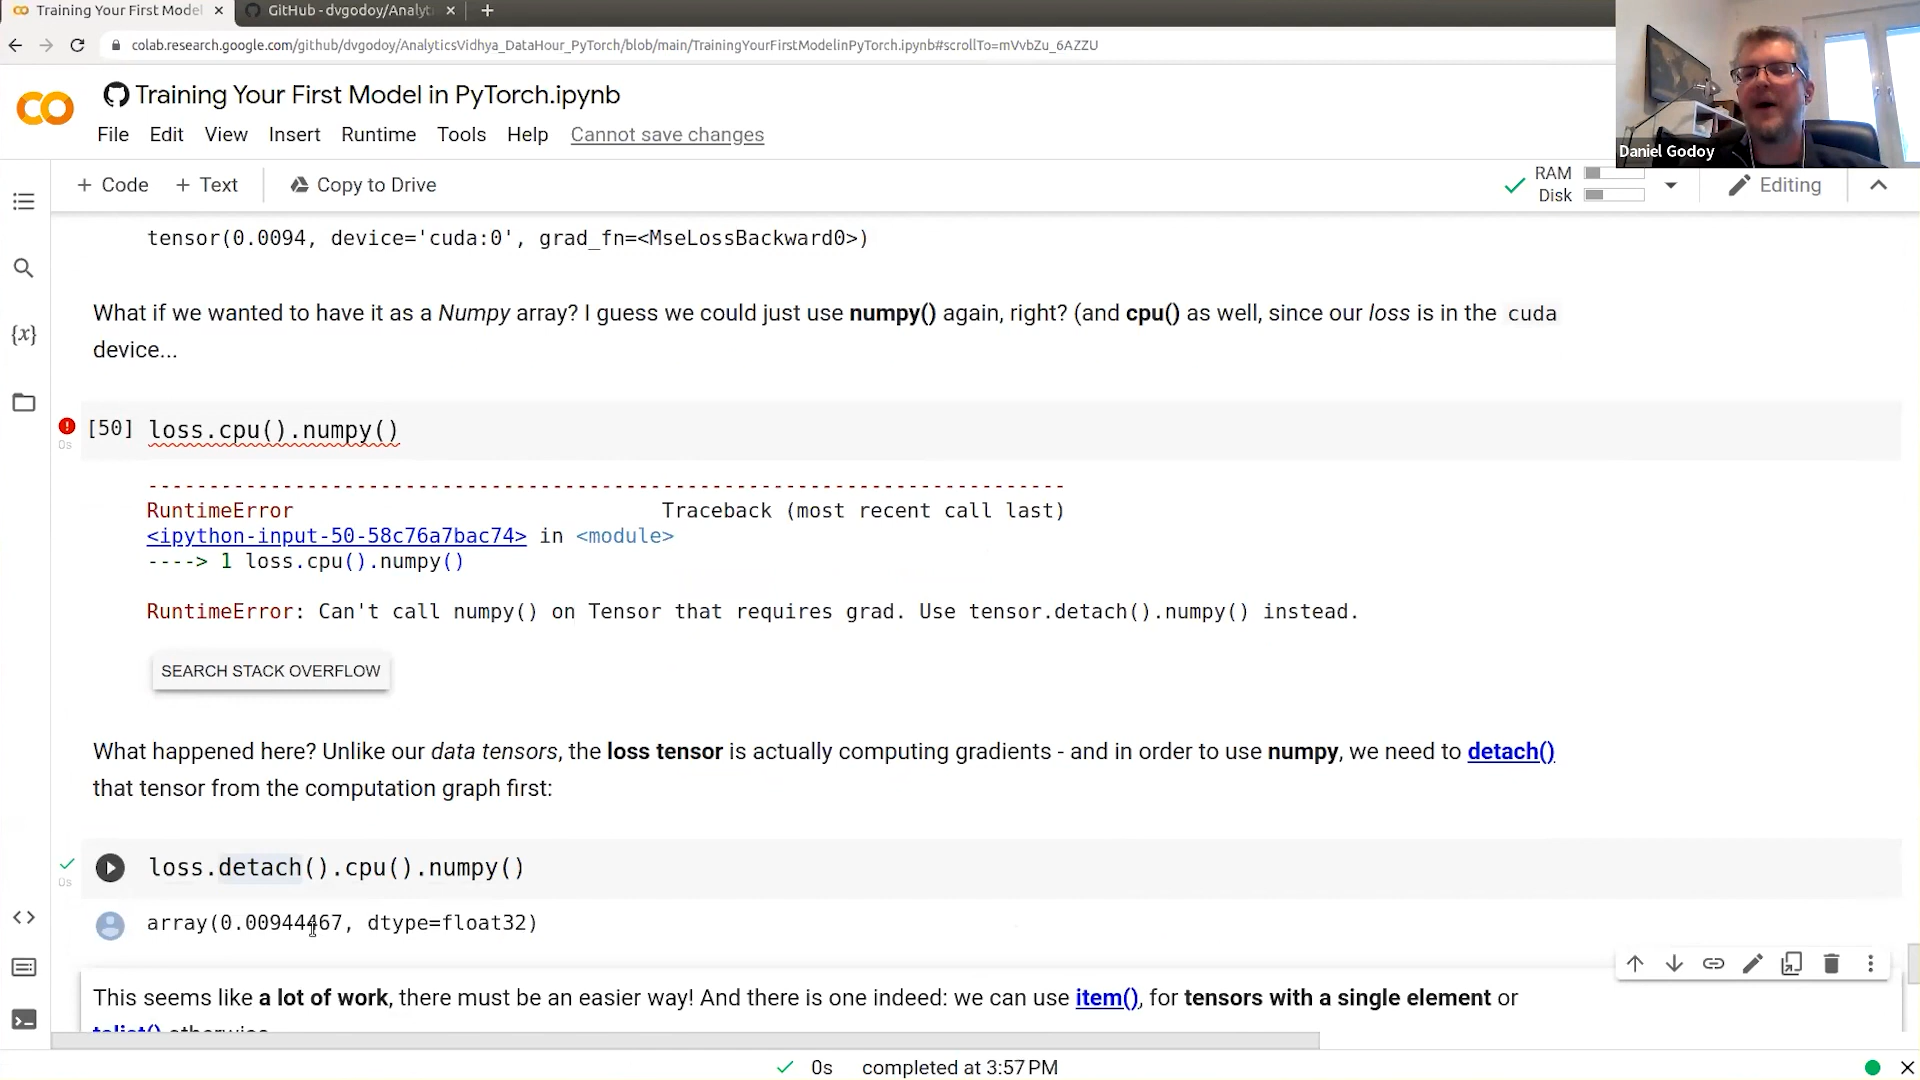 Training Your First Model
GitHub - dvgodoy/Analyt
colab.research.google.com/github/dvgodoy/AnalyticsVidhya_DataHour_PyTorch/blob/main/TrainingYourFirstModelinPyTorch.ipynb#scrollTo=mVvbZu_6AZZU
Training Your First Model in PyTorch.ipynb
File Edit View Insert Runtime Tools Help Cannot save changes
Daniel Godoy
+ Code + Text Copy to Drive
RAM
Disk
Editing
tensor(0.0094, device='cuda:0', grad_fn=<MseLossBackward0>)
What if we wanted to have it as a Numpy array? I guess we could just use numpy() again, right? (and cpu() as well, since our loss is in the cuda
device...
[50] loss.cpu().numpy()
0s
---------------------------------------------------------------------------
RuntimeError Traceback (most recent call last)
<ipython-input-50-58c76a7bac74> in <module>
----> 1 loss.cpu().numpy()
RuntimeError: Can't call numpy() on Tensor that requires grad. Use tensor.detach().numpy() instead.
SEARCH STACK OVERFLOW
What happened here? Unlike our data tensors, the loss tensor is actually computing gradients - and in order to use numpy, we need to detach()
that tensor from the computation graph first:
loss.detach().cpu().numpy()
0s
array(0.00944467, dtype=float32)
This seems like a lot of work, there must be an easier way! And there is one indeed: we can use item(), for tensors with a single element or
tolist() otherwise
0s completed at 3:57 PM